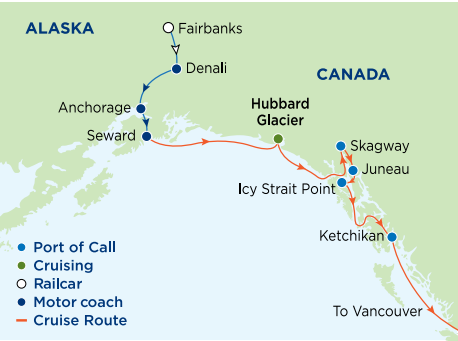 ALASKA
Fairbanks
Denali
CANADA
Anchorage
Hubbard
Glacier
Seward
Skagway
Juneau
Icy Strait Point
Ketchikan
Port of Call
Cruising
Railcar
Motor coach
Cruise Route
To Vancouver